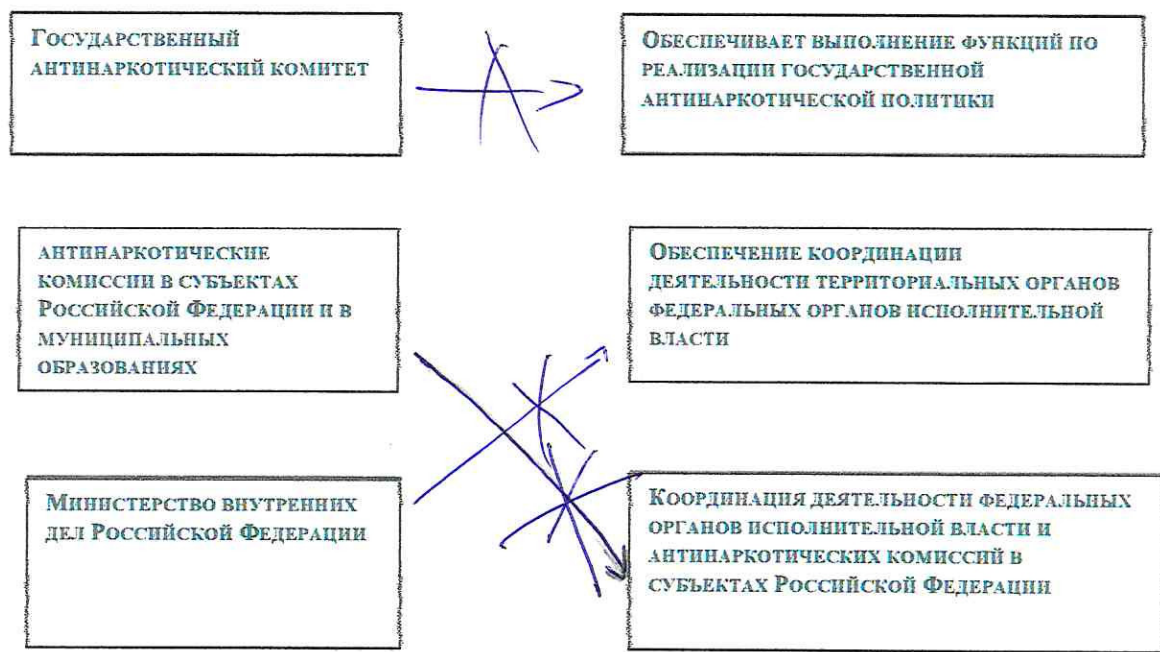 Государственный
антинаркотический комитет
Обеспечивает выполнение функций по
реализации государственной
антинаркотической политики
антинаркотические
комиссии в субъектах
Российской Федерации и в
муниципальных
образованиях
Обеспечение координации
деятельности территориальных органов
федеральных органов исполнительной
власти
Министерство внутренних
дел Российской Федерации
Координация деятельности федеральных
органов исполнительной власти и
антинаркотических комиссий в
субъектах Российской Федерации